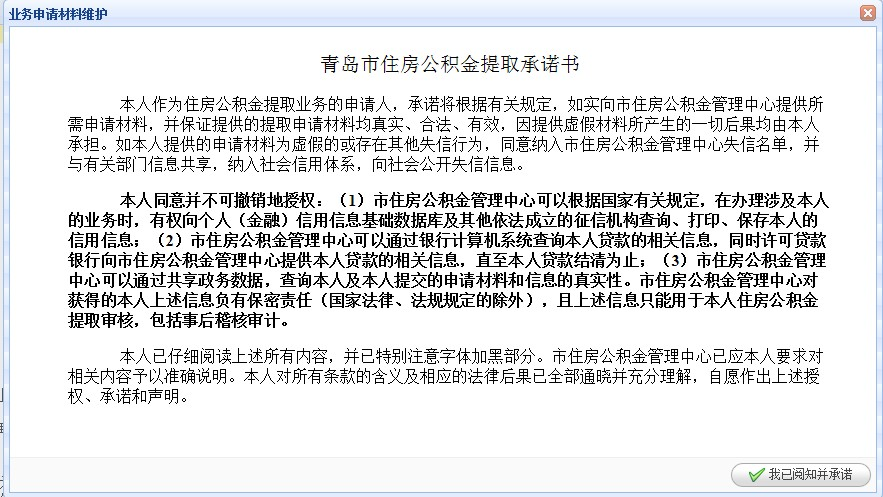 业务申请材料维护
青岛市住房公积金提取承诺书
本人作为住房公积金提取业务的申请人，承诺将根据有关规定，如实向市住房公积金管理中心提供所
需申请材料，并保证提供的提取申请材料均真实、合法、有效，因提供虚假材料所产生的一切后果均由本人
承担。如本人提供的申请材料为虚假的或存在其他失信行为，同意纳入市住房公积金管理中心失信名单，并
与有关部门信息共享，纳入社会信用体系，向社会公开失信信息。
本人同意并不可撤销地授权：（1）市住房公积金管理中心可以根据国家有关规定，在办理涉及本人
的业务时，有权向个人（金融）信用信息基础数据库及其他依法成立的征信机构查询、打印、保存本人的
信用信息；（2）市住房公积金管理中心可以通过银行计算机系统查询本人贷款的相关信息，同时许可贷款
银行向市住房公积金中心提供本人贷款的相关信息，直至本人贷款结清为止；（3）市住房公积金管理
中心可以通过共享政务数据，查询本人及本人提交的申请材料和信息的真实性。市住房公积金管理中心对
获得的本人上述信息负有保密责任（国家法律、法规规定的除外），且上述信息只能用于本人住房公积金
提取审核，包括事后稽核审计。
本人已仔细阅读上述所有内容，并已特别注意字体加黑部分。市住房公积金管理中心已应本人要求对
相关内容予以准确说明。本人对所有条款的含义及相应的法律后果已全部通晓并充分理解，自愿作出上述授
权、承诺和声明。
我已阅知并承诺